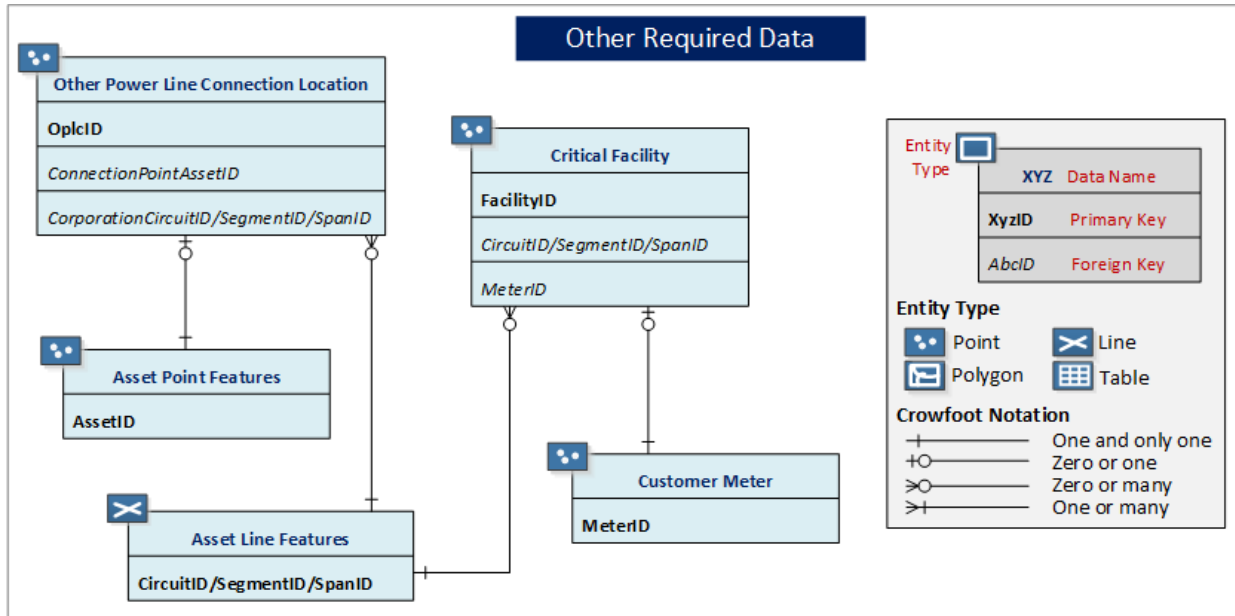 Other Required Data
Other Power Line Connection Location
OplcID
ConnectionPointAssetID
CorporationCircuitID/SegmentID/SpanID
Critical Facility
FacilityID
CircuitID/SegmentID/SpanID
MeterID
Asset Point Features
AssetID
Customer Meter
MeterID
Asset Line Features
CircuitID/SegmentID/SpanID
Entity
Type
XYZ Data Name
XyzID Primary Key
AbcID Foreign Key
Entity Type
Point
Line
Polygon
Table
Crowfoot Notation
One and only one
Zero or one
Zero or many
One or many